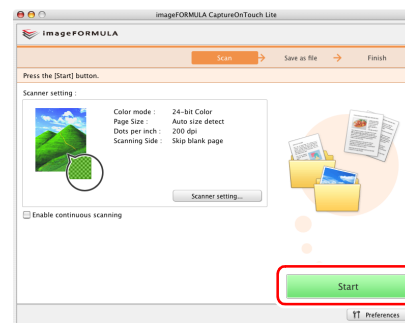 imageFORMULA CaptureOnTouch Lite
imageFORMULA
Scan → Save as file → Finish
Press the [Start] button.
Scanner setting :
Color mode : 24-bit Color
Page Size : Auto size detect
Dots per inch : 200 dpi
Scanning Side : Skip blank page
Scanner setting...
Enable continuous scanning
Start
Preferences